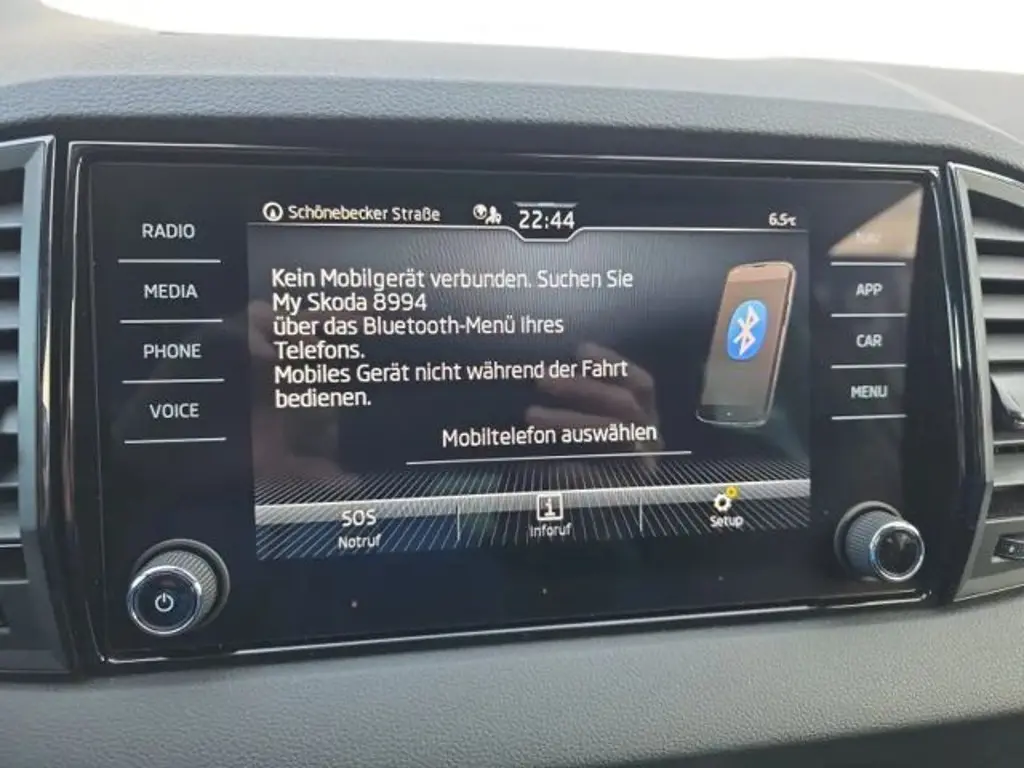 Schönebecker Straße
22:44
6.5°C
RADIO
MEDIA
PHONE
VOICE
Kein Mobilgerät verbunden. Suchen Sie
My Skoda 8994
über das Bluetooth-Menü Ihres
Telefons.
Mobiles Gerät nicht während der Fahrt
bedienen.
Mobiltelefon auswählen
SOS
Notruf
i
Inforuf
Setup
APP
CAR
MENU